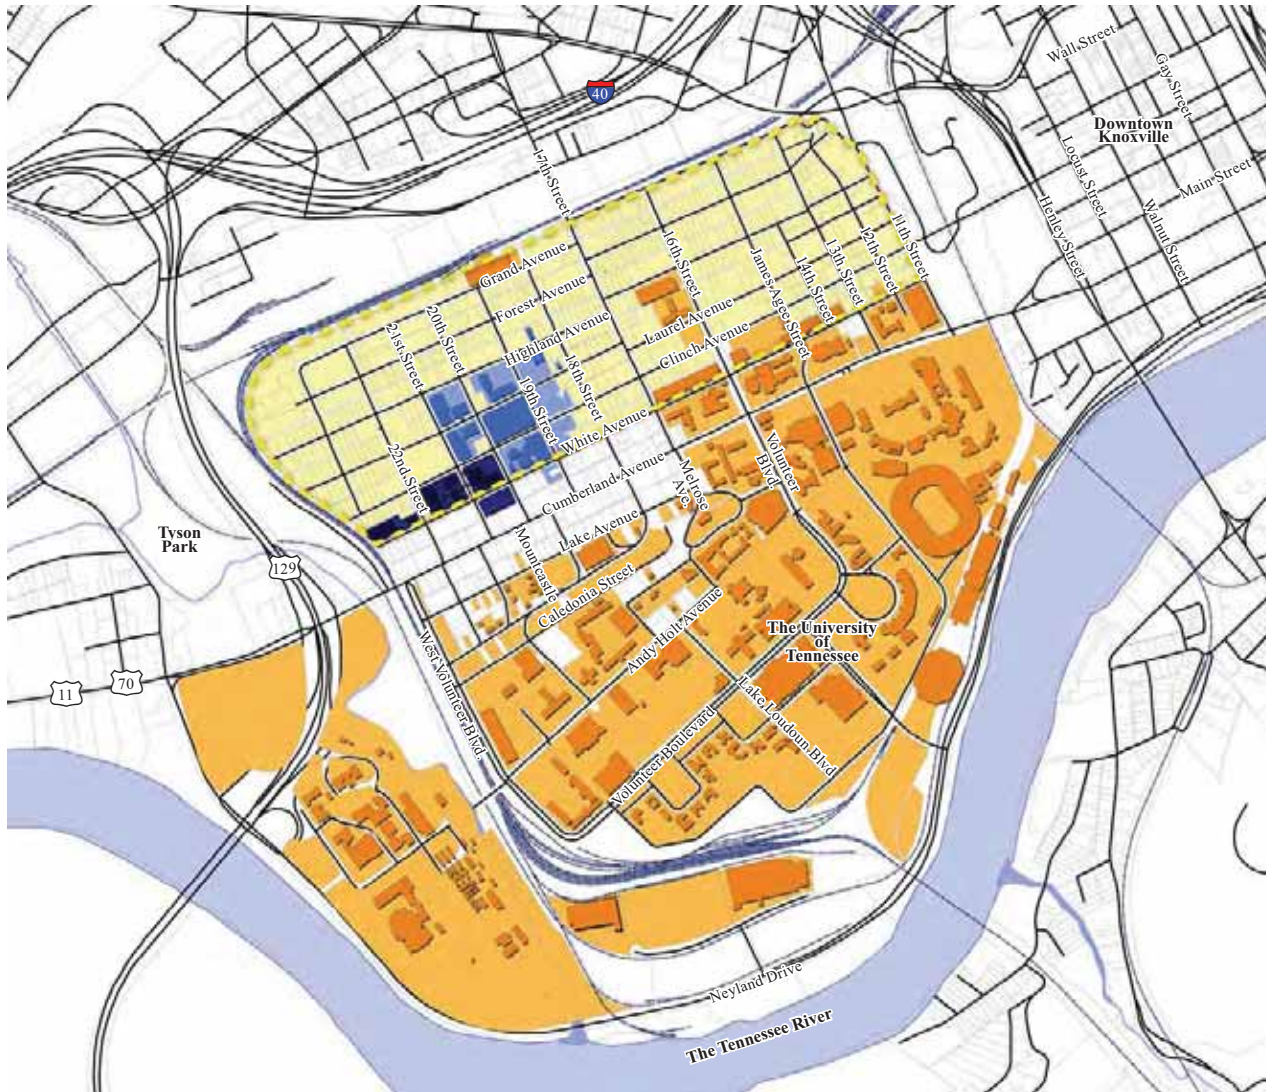 Wall Street
Gay Street
40
Downtown
Knoxville
17th Street
Locust Street
Main Street
Henley Street
Walnut Street
11th Street
12th Street
13th Street
14th Street
James Agee Street
16th Street
Grand Avenue
Forest Avenue
Highland Avenue
Laurel Avenue
Clinch Avenue
20th Street
21st Street
18th Street
19th Street
White Avenue
22nd Street
Cumberland Avenue
Melrose
Ave.
Volunteer
Blvd.
Lake Avenue
Mountcastle
Caledonia Street
Tyson
Park
129
Andy Holt Avenue
The University
of
Tennessee
West Volunteer Blvd.
70
11
Lake Loudoun Blvd
Volunteer Boulevard
Neyland Drive
The Tennessee River